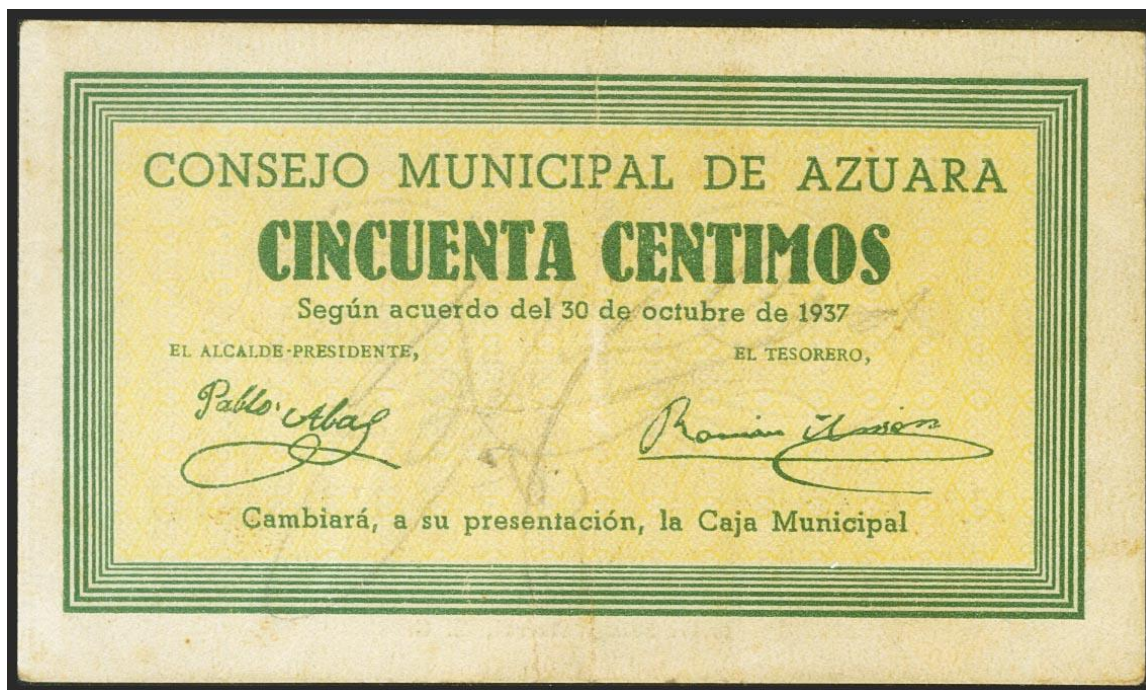 CONSEJO MUNICIPAL DE AZUARA
CINCUENTA CENTIMOS
Según acuerdo del 30 de octubre de 1937
EL ALCALDE-PRESIDENTE, EL TESORERO,
Pablo Abad
Cambiará, a su presentación, la Caja Municipal